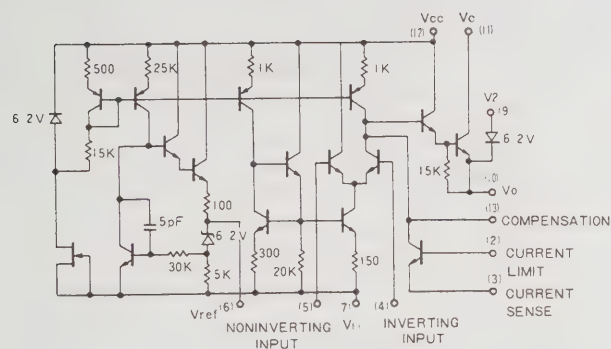 Vcc Vc
(12) (11)
500 25K 1K 1K
V2
(9
6 2V
6 2V
15K
15K
(10)
Vo
100
(13)
COMPENSATION
5pF
6 2V
(2)
CURRENT
LIMIT
30K 5K 300 20K 150
(3)
CURRENT
SENSE
Vref (6) (5) 7) (4)
NONINVERTING
INPUT
INVERTING
INPUT